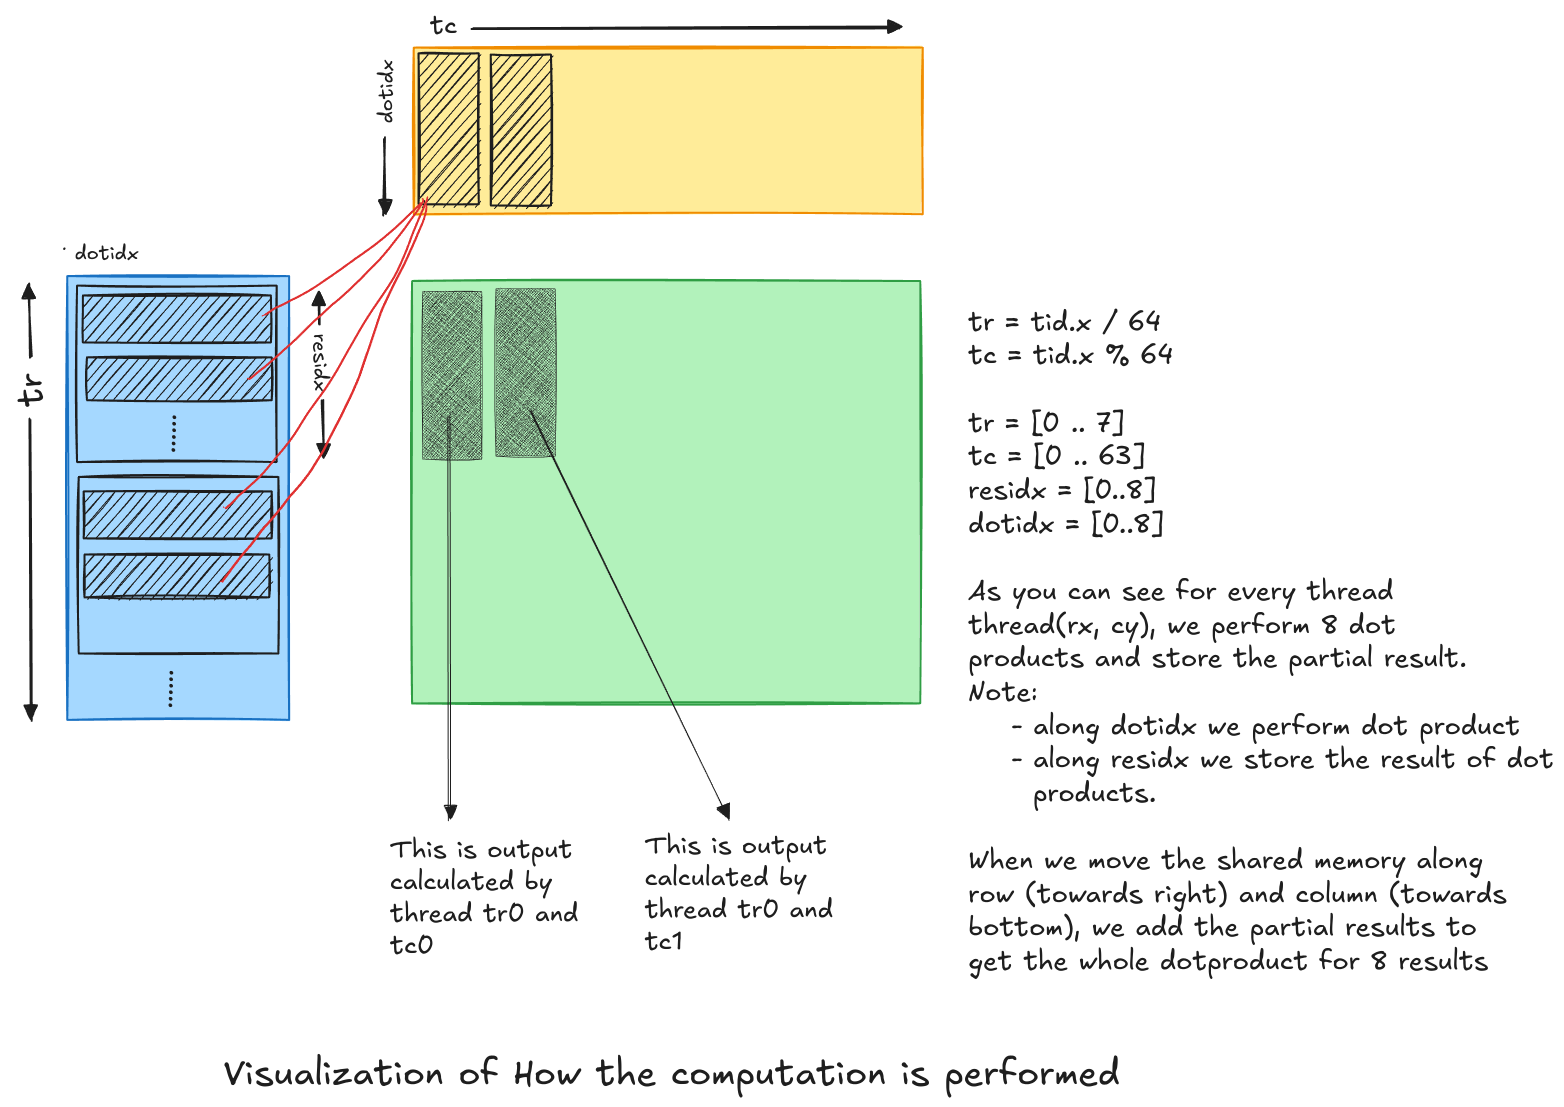 tc
dotidx
dotidx
tr
residx
tr = tid.x / 64
tc = tid.x % 64
tr = [0 .. 7]
tc = [0 .. 63]
residx = [0..8]
dotidx = [0..8]
As you can see for every thread
thread(rx, cy), we perform 8 dot
products and store the partial result.
Note:
- along dotidx we perform dot product
- along residx we store the result of dot
products.
When we move the shared memory along
row (towards right) and column (towards
bottom), we add the partial results to
get the whole dotproduct for 8 results
This is output
calculated by
thread tr0 and
tc0
This is output
calculated by
thread tr0 and
tc1
Visualization of How the computation is performed